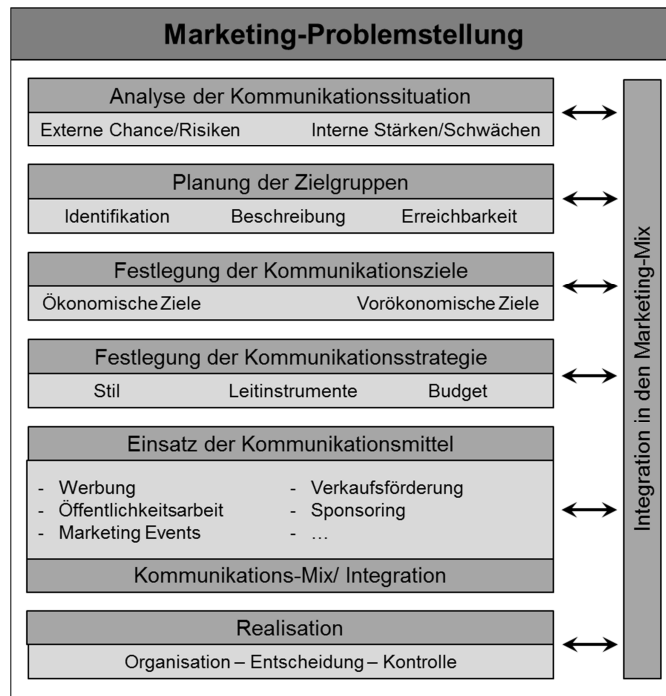 Marketing-Problemstellung
Analyse der Kommunikationssituation
Externe Chance/Risiken Interne Stärken/Schwächen
Planung der Zielgruppen
Identifikation Beschreibung Erreichbarkeit
Festlegung der Kommunikationsziele
Ökonomische Ziele Vorökonomische Ziele
Festlegung der Kommunikationsstrategie
Stil Leitinstrumente Budget
Einsatz der Kommunikationsmittel
- Werbung - Verkaufsförderung
- Öffentlichkeitsarbeit - Sponsoring
- Marketing Events - …
Kommunikations-Mix/ Integration
Realisation
Organisation – Entscheidung – Kontrolle
Integration in den Marketing-Mix